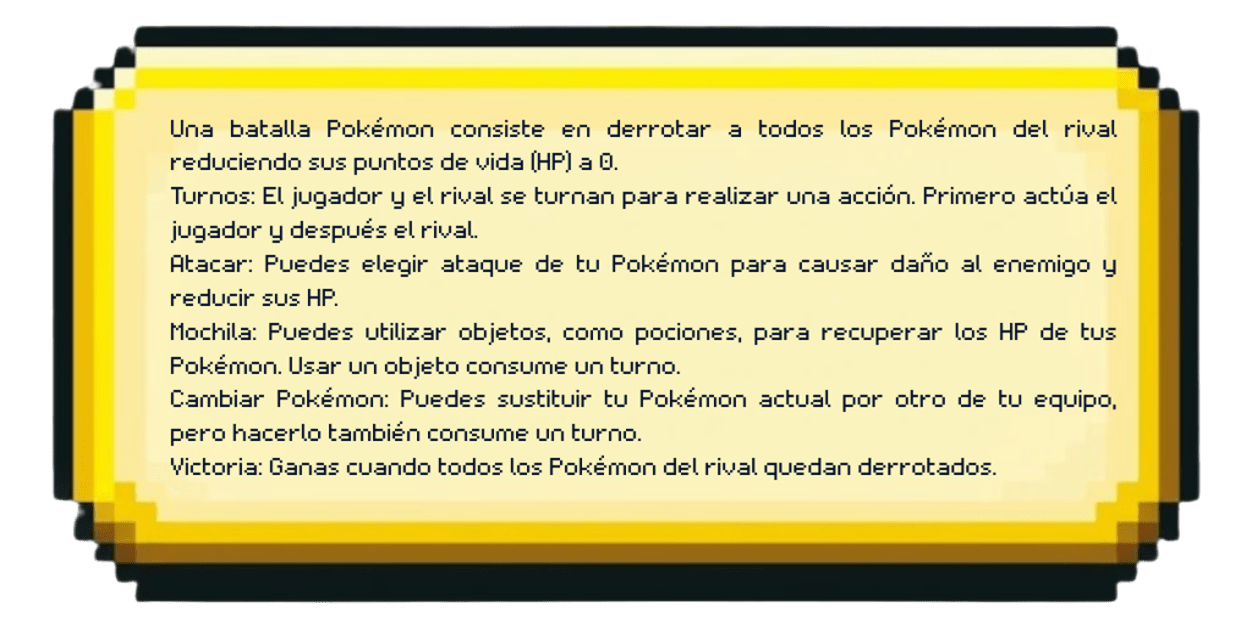 Una batalla Pokémon consiste en derrotar a todos los Pokémon del rival
reduciendo sus puntos de vida (HP) a 0.
Turnos: El jugador y el rival se turnan para realizar una acción. Primero actúa el
jugador y después el rival.
Atacar: Puedes elegir ataque de tu Pokémon para causar daño al enemigo y
reducir sus HP.
Mochila: Puedes utilizar objetos, como pociones, para recuperar los HP de tus
Pokémon. Usar un objeto consume un turno.
Cambiar Pokémon: Puedes sustituir tu Pokémon actual por otro de tu equipo,
pero hacerlo también consume un turno.
Victoria: Ganas cuando todos los Pokémon del rival quedan derrotados.